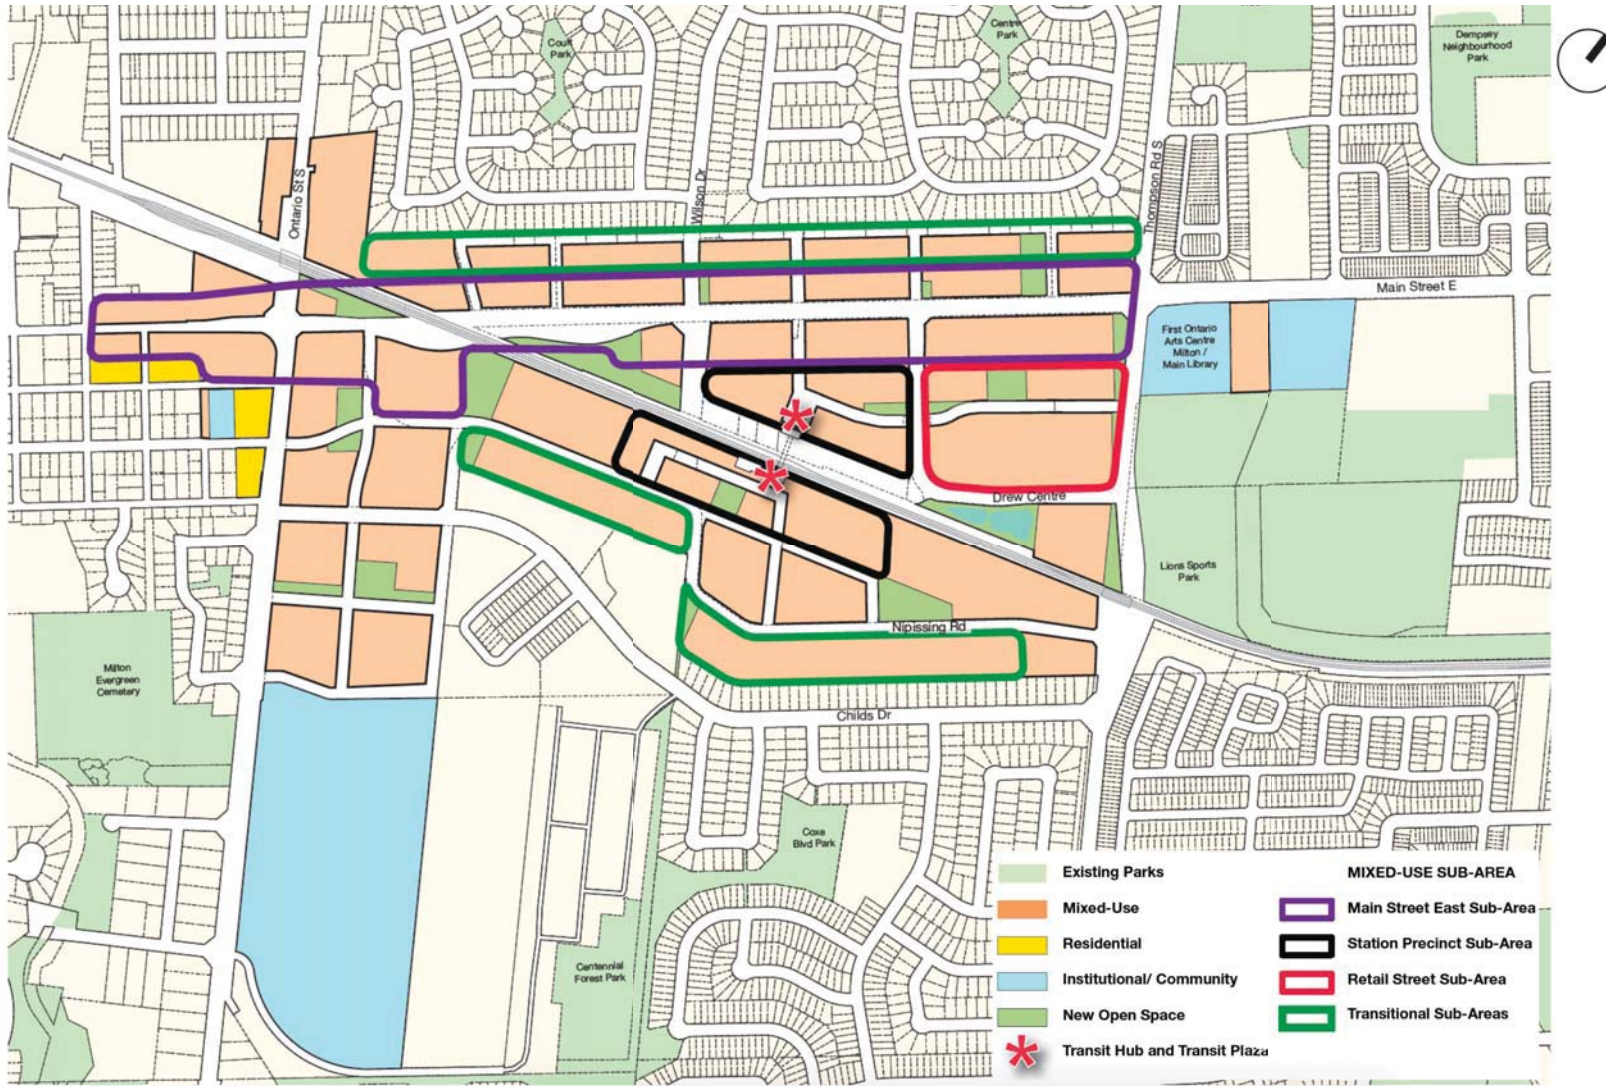 Coult
Park
Centre
Park
Dempsey
Neighbourhood
Park
Ontario St S
Wilson Dr
Thompson Rd S
Main Street E
First Ontario
Arts Centre
Milton /
Main Library
Drew Centre
Lions Sports
Park
Nipissing Rd
Milton
Evergreen
Cemetery
Childs Dr
Coxe
Blvd Park
Centennial
Forest Park
Existing Parks
Mixed-Use
Residential
Institutional/ Community
New Open Space
Transit Hub and Transit Plaza
MIXED-USE SUB-AREA
Main Street East Sub-Area
Station Precinct Sub-Area
Retail Street Sub-Area
Transitional Sub-Areas